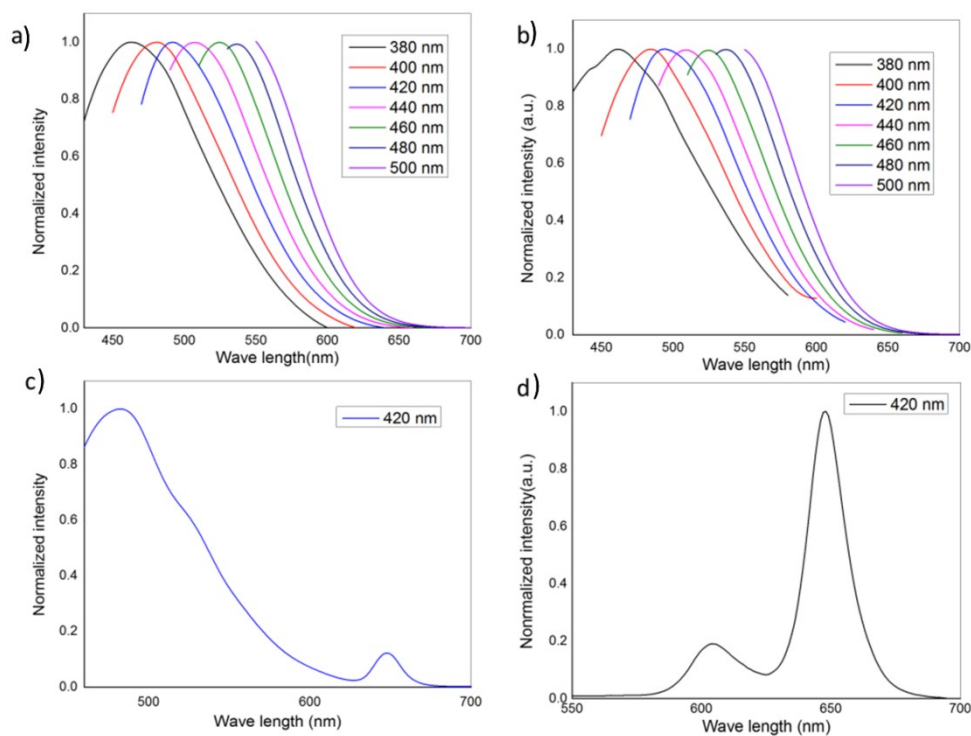 a)
Normalized intensity
1.0
0.8
0.6
0.4
0.2
0.0
450 500 550 600 650 700
Wave length(nm)
380 nm
400 nm
420 nm
440 nm
460 nm
480 nm
500 nm
b)
Normalized intensity (a.u.)
1.0
0.8
0.6
0.4
0.2
0.0
450 500 550 600 650 700
Wave length (nm)
380 nm
400 nm
420 nm
440 nm
460 nm
480 nm
500 nm
c)
Normalized intensity
1.0
0.8
0.6
0.4
0.2
0.0
500 600 700
Wave length (nm)
420 nm
d)
Nonrmalized intensity(a.u.)
1.0
0.8
0.6
0.4
0.2
0.0
550 600 650 700
Wave length (nm)
420 nm